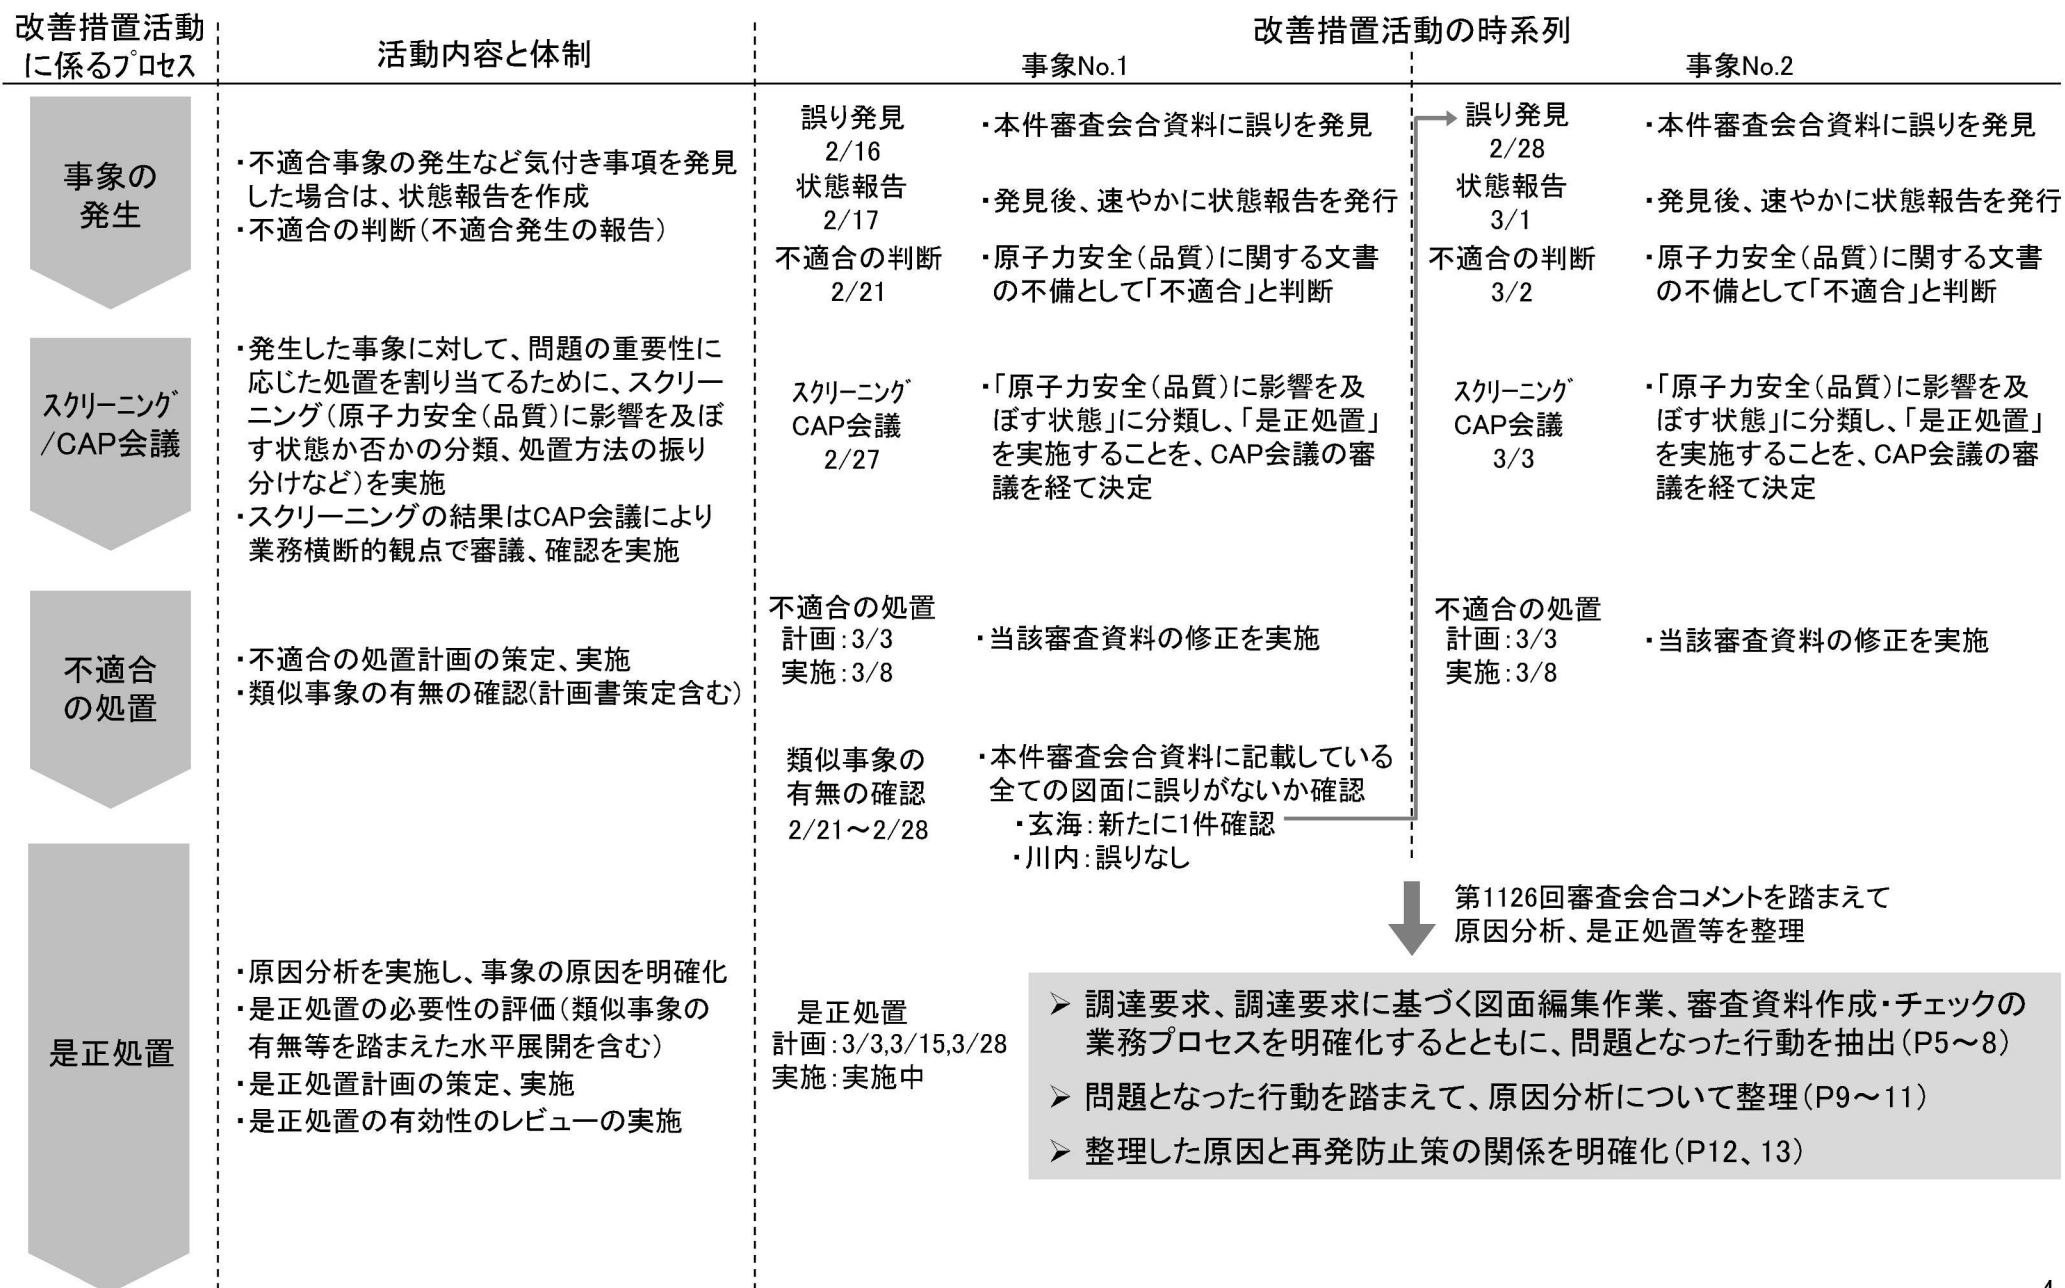 改善措置活動
に係るプロセス
活動内容と体制
改善措置活動の時系列
事象No.1
事象No.2
事象の
発生
・不適合事象の発生など気付き事項を発見
した場合は、状態報告を作成
・不適合の判断(不適合発生の報告)
誤り発見
2/16
・本件審査会合資料に誤りを発見
状態報告
2/17
・発見後、速やかに状態報告を発行
不適合の判断
2/21
・原子力安全(品質)に関する文書
の不備として「不適合」と判断
誤り発見
2/28
・本件審査会合資料に誤りを発見
状態報告
3/1
・発見後、速やかに状態報告を発行
不適合の判断
3/2
・原子力安全(品質)に関する文書
の不備として「不適合」と判断
スクリーニング
/CAP会議
・発生した事象に対して、問題の重要性に
応じた処置を割り当てるために、スクリー
ニング(原子力安全(品質)に影響を及ぼ
す状態か否かの分類、処置方法の振り
分けなど)を実施
・スクリーニングの結果はCAP会議により
業務横断的観点で審議、確認を実施
スクリーニング
CAP会議
2/27
・「原子力安全(品質)に影響を及
ぼす状態」に分類し、「是正処置」
を実施することを、CAP会議の審
議を経て決定
スクリーニング
CAP会議
3/3
・「原子力安全(品質)に影響を及
ぼす状態」に分類し、「是正処置」
を実施することを、CAP会議の審
議を経て決定
不適合
の処置
・不適合の処置計画の策定、実施
・類似事象の有無の確認(計画書策定含む)
不適合の処置
計画:3/3
実施:3/8
・当該審査資料の修正を実施
不適合の処置
計画:3/3
実施:3/8
・当該審査資料の修正を実施
類似事象の
有無の確認
2/21~2/28
・本件審査会合資料に記載している
全ての図面に誤りがないか確認
・玄海:新たに1件確認
・川内:誤りなし
第1126回審査会合コメントを踏まえて
原因分析、是正処置等を整理
是正処置
・原因分析を実施し、事象の原因を明確化
・是正処置の必要性の評価(類似事象の
有無等を踏まえた水平展開を含む)
・是正処置計画の策定、実施
・是正処置の有効性のレビューの実施
是正処置
計画:3/3,3/15,3/28
実施:実施中
➢ 調達要求、調達要求に基づく図面編集作業、審査資料作成・チェックの
業務プロセスを明確化するとともに、問題となった行動を抽出(P5~8)
➢ 問題となった行動を踏まえて、原因分析について整理(P9~11)
➢ 整理した原因と再発防止策の関係を明確化(P12、13)